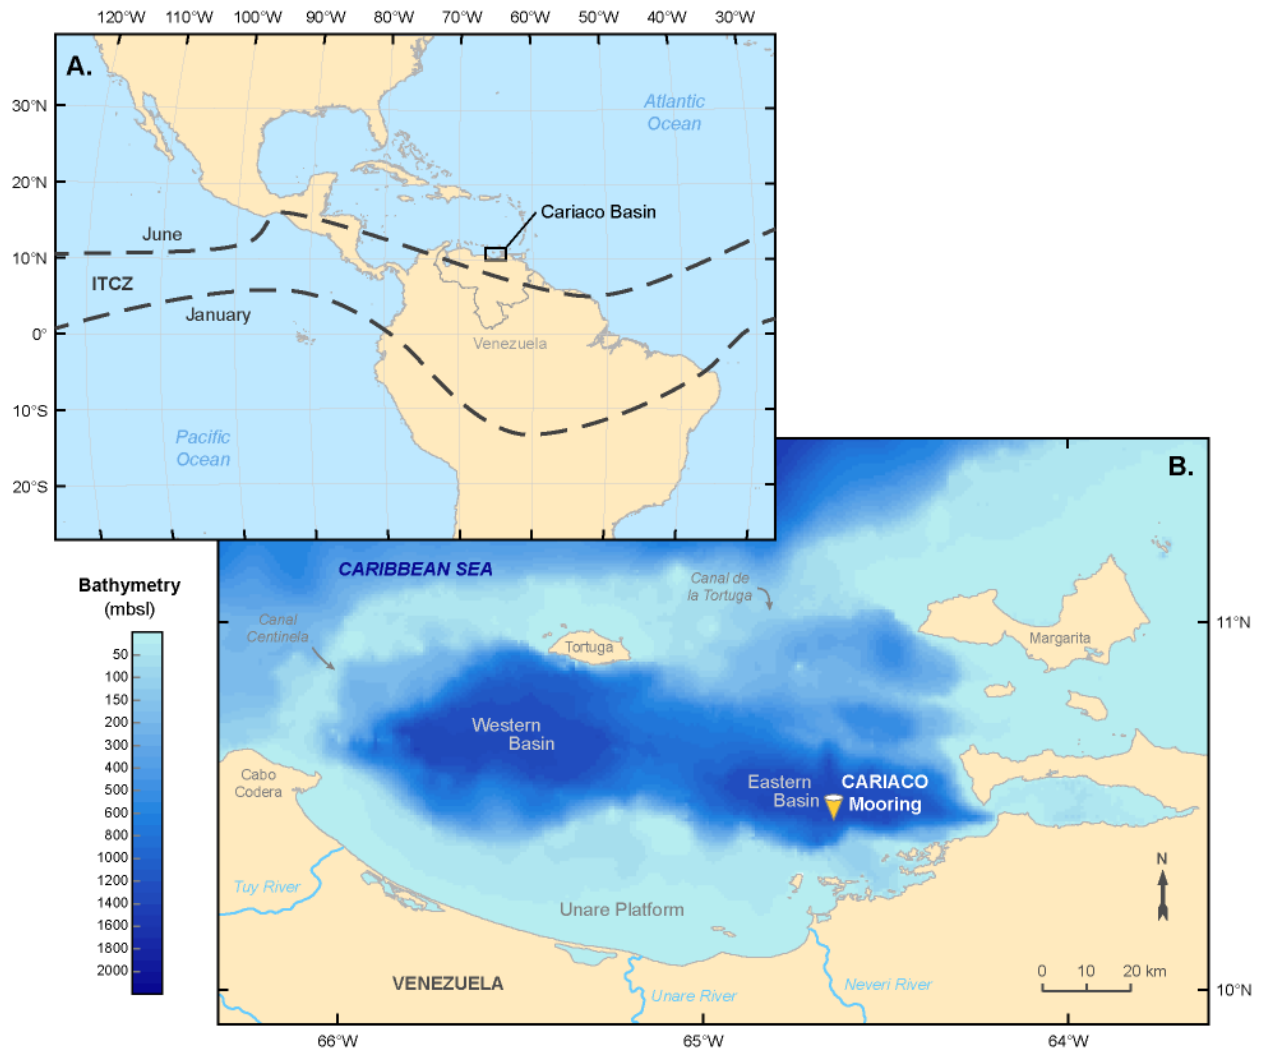 120°W 110°W 100°W 90°W 80°W 70°W 60°W 50°W 40°W 30°W
A.
30°N
Atlantic
Ocean
20°N
Cariaco Basin
June
10°N
ITCZ
January
0°
Venezuela
10°S
Pacific
Ocean
20°S
B.
CARIBBEAN SEA
Canal de
la Tortuga
Bathymetry
(mbsl)
Canal
Centinela
11°N
Tortuga
Margarita
50
100
150
200
300
400
500
600
800
1000
1200
1400
1600
1800
2000
Western
Basin
Cabo
Codera
Eastern
Basin
CARIACO
Mooring
N
Tuy River
Unare Platform
VENEZUELA
Unare River
Neveri River
0 10 20 km
10°N
66°W 65°W 64°W